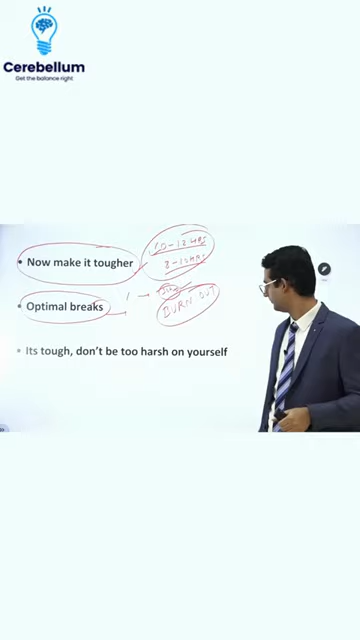 Cerebellum
Get the balance right
10-12 HRS
• Now make it tougher
8-10 HRS
• Optimal breaks
1
BURN OUT
• Its tough, don't be too harsh on yourself